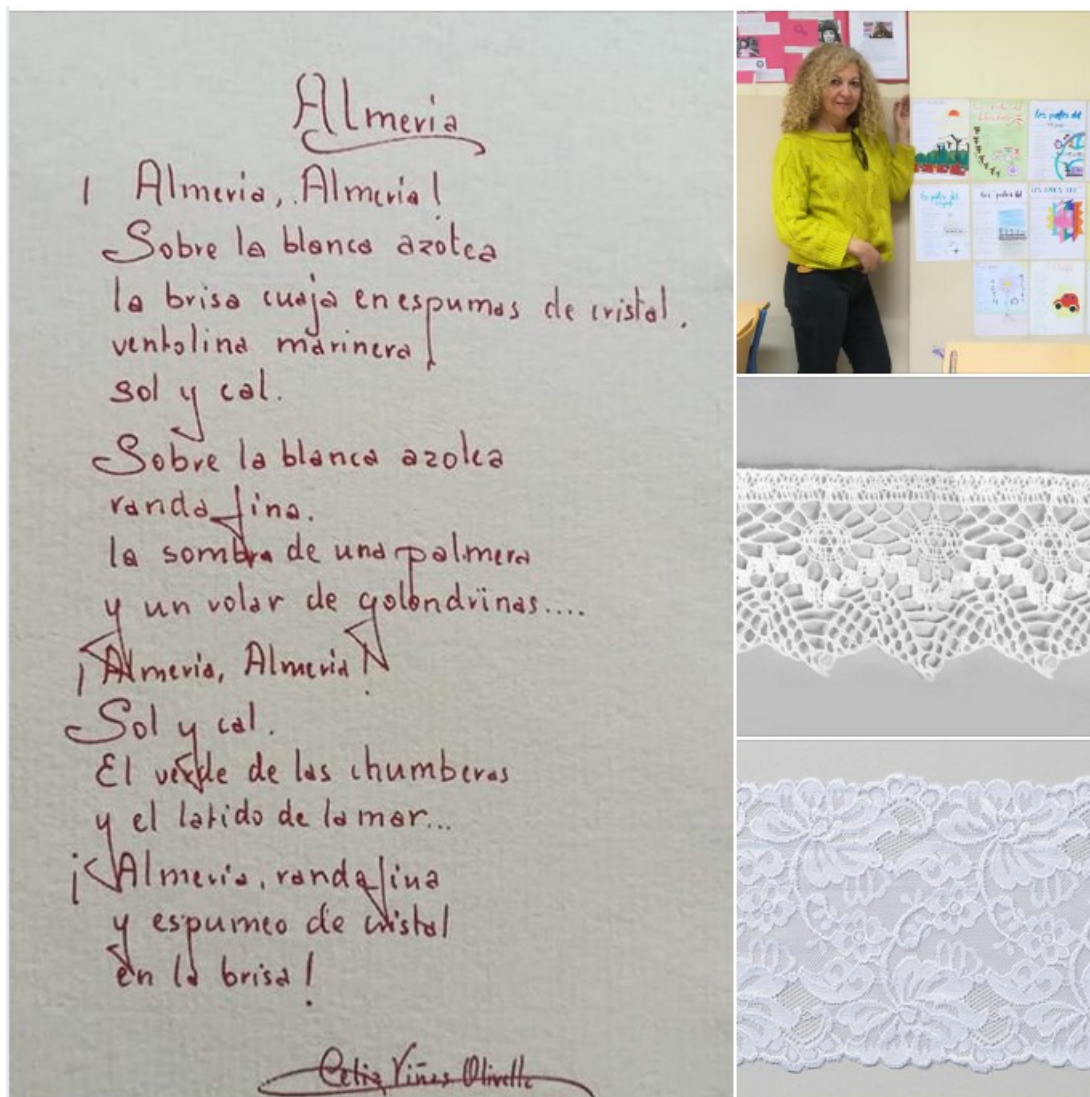 Almeria
¡ Almeria, Almeria!
Sobre la blanca azotea
la brisa cuaja en espumas de cristal.
ventolina marinera
sol y cal.
Sobre la blanca azotea
randa fina.
la sombra de una palmera
y un volar de golondrinas....
¡Almeria, Almeria!
Sol y cal.
El verde de las chumberas
y el latido de la mar...
¡Almeria, randa fina
y espumeo de cristal
en la brisa!
Celia Viñas Olivella